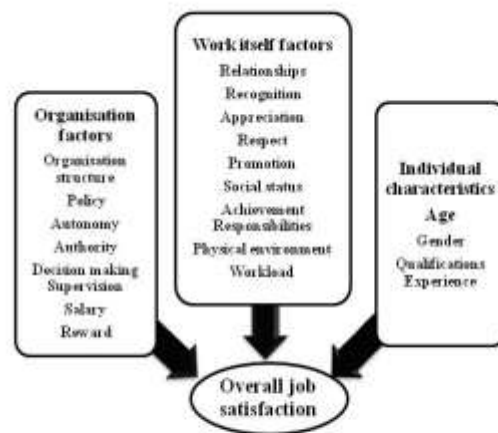 Organisation
factors
Organisation
structure
Policy
Autonomy
Authority
Decision making
Supervision
Salary
Reward
Work itself factors
Relationships
Recognition
Appreciation
Respect
Promotion
Social status
Achievement
Responsibilities
Physical environment
Workload
Individual
characteristics
Age
Gender
Qualifications
Experience
Overall job
satisfaction